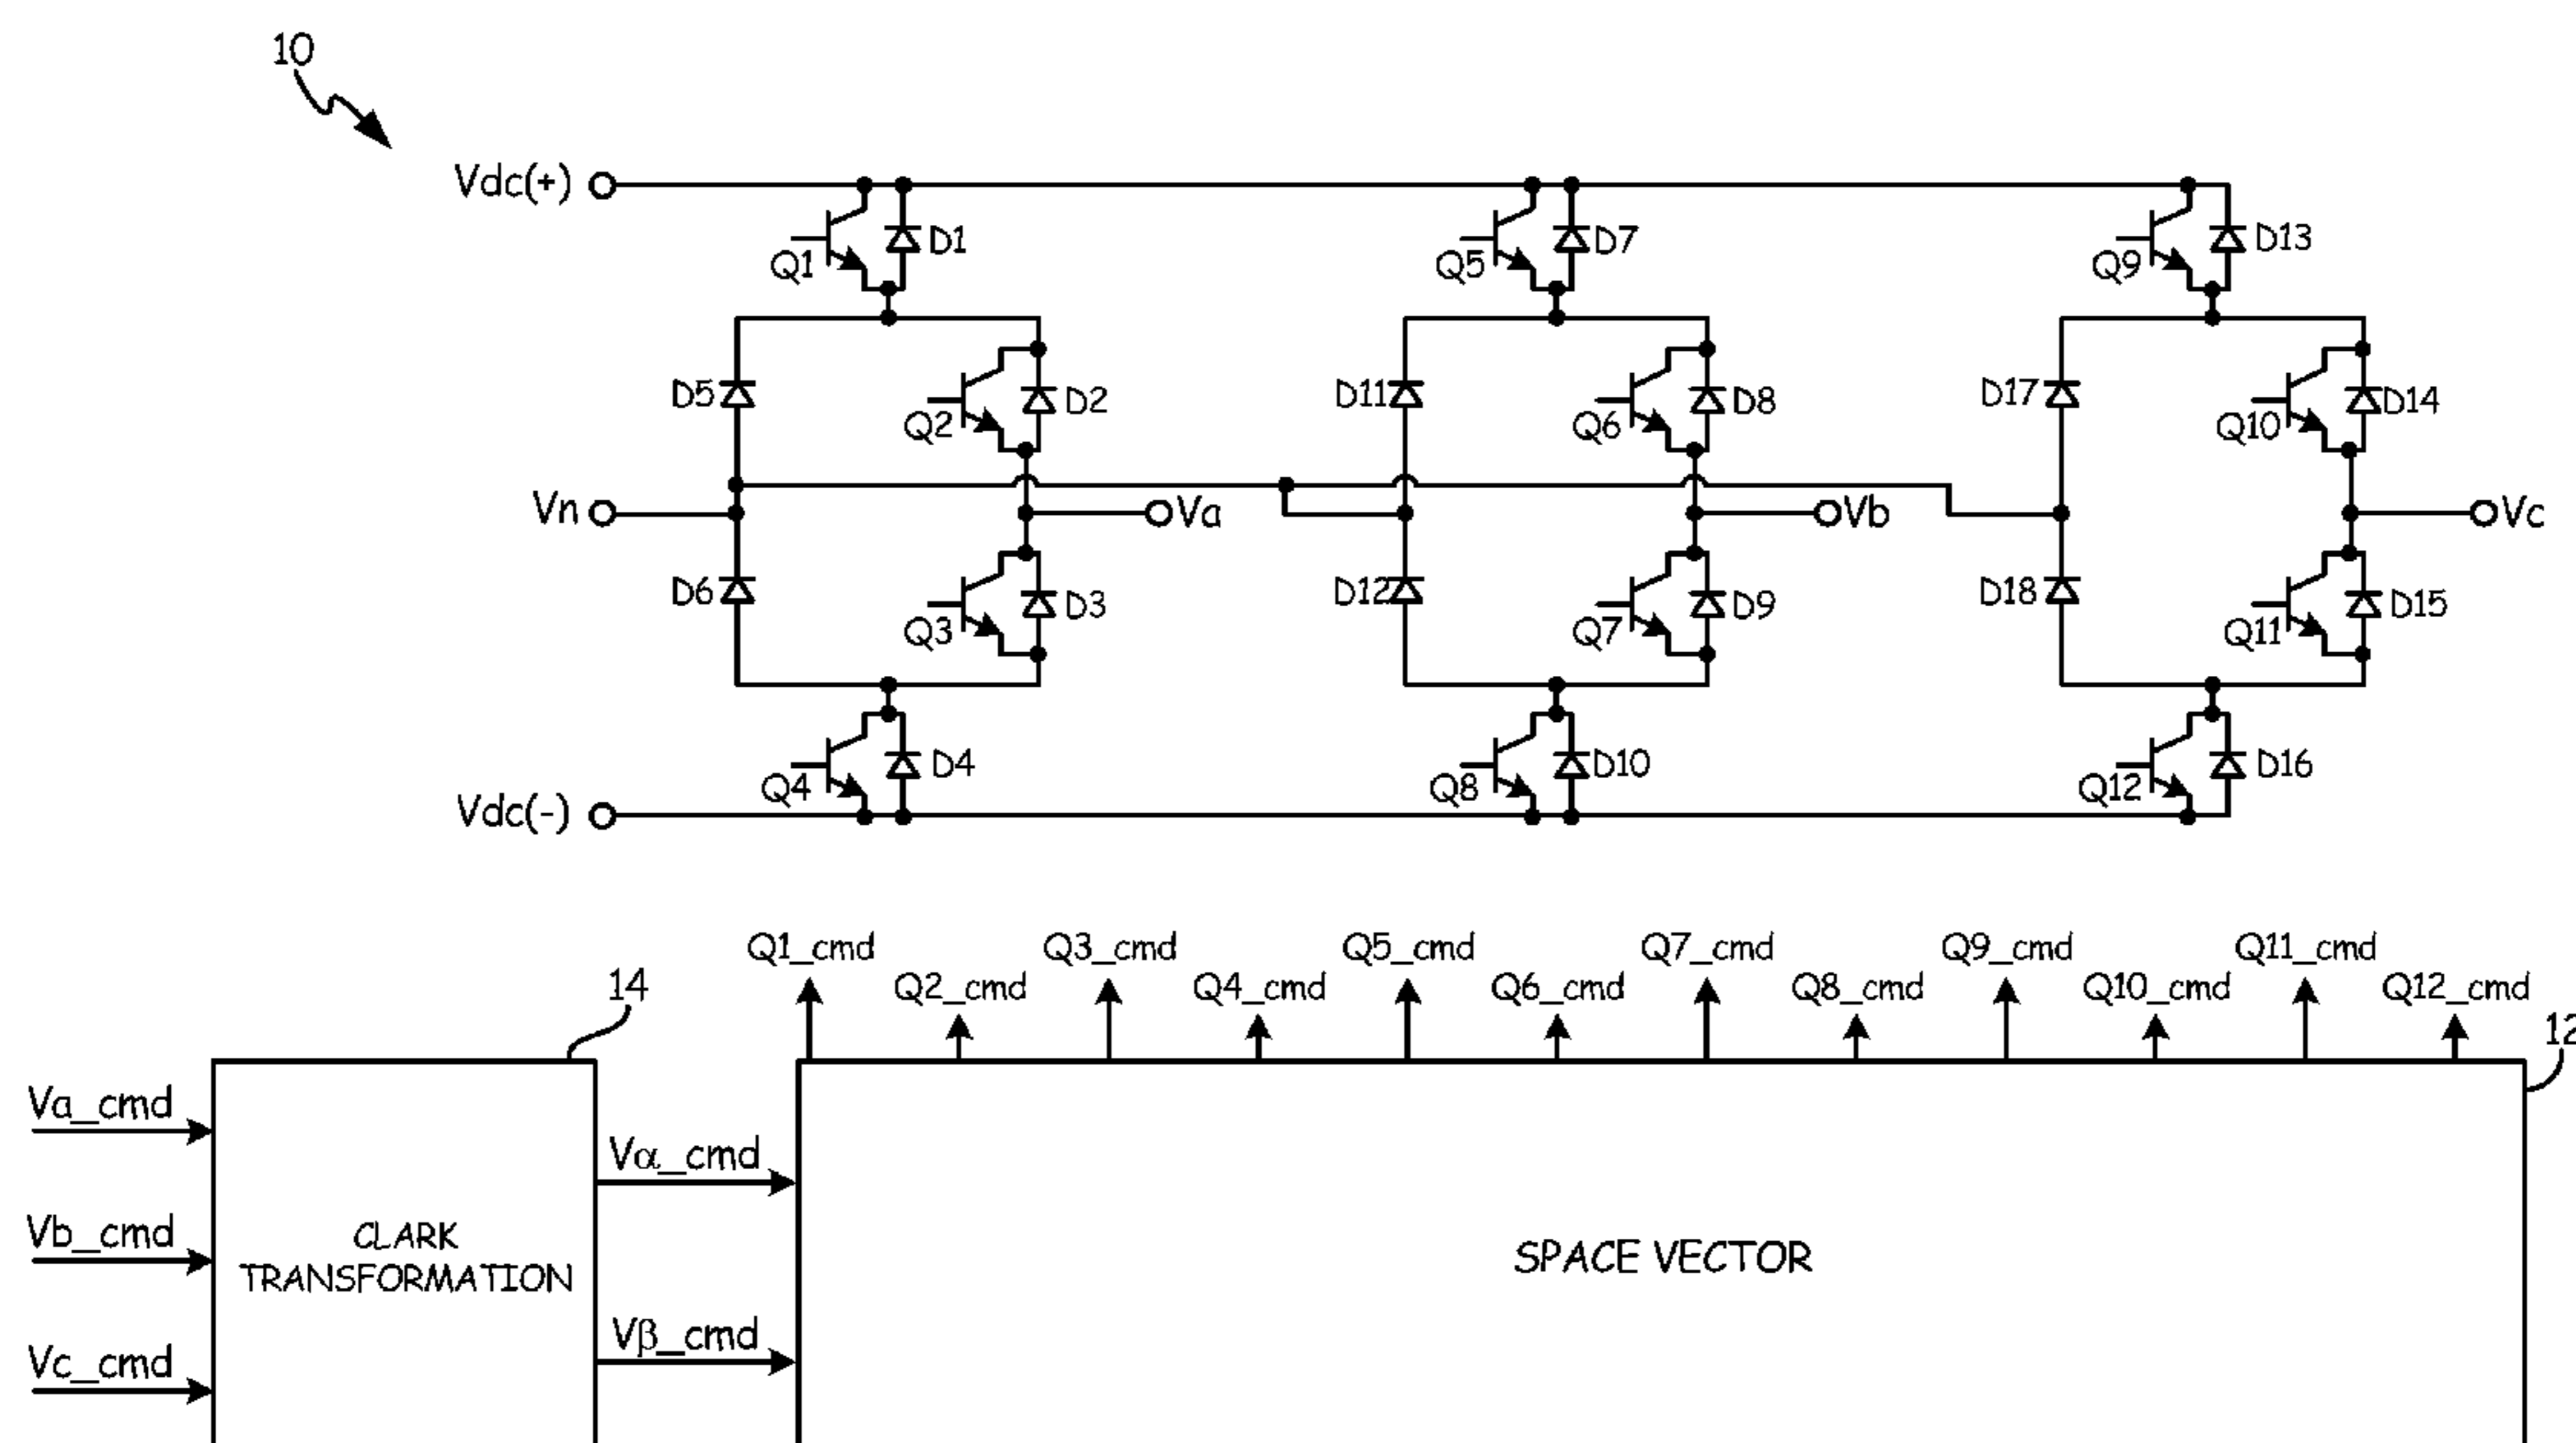 10
Vdc(+)
Q1
D1
Q5
D7
Q9
D13
D5
Q2
D2
D11
Q6
D8
D17
Q10
D14
Vn
Va
Vb
Vc
D6
Q3
D3
D12
Q7
D9
D18
Q11
D15
Q4
D4
Q8
D10
Q12
D16
Vdc(-)
Q1_cmd
Q3_cmd
Q5_cmd
Q7_cmd
Q9_cmd
Q11_cmd
Q2_cmd
Q4_cmd
Q6_cmd
Q8_cmd
Q10_cmd
Q12_cmd
14
12
Va_cmd
Vα_cmd
Vb_cmd
CLARK
TRANSFORMATION
SPACE VECTOR
Vβ_cmd
Vc_cmd